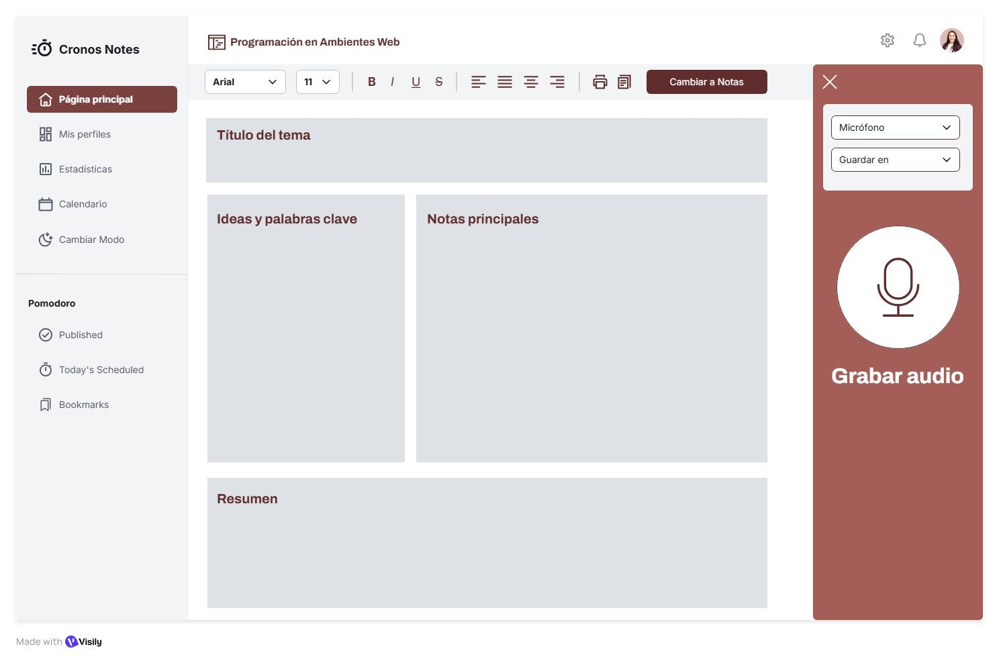 Cronos Notes
Página principal
Mis perfiles
Estadísticas
Calendario
Cambiar Modo
Pomodoro
Published
Today's Scheduled
Bookmarks
Programación en Ambientes Web
Arial
11
B I U S
Cambiar a Notas
Título del tema
Ideas y palabras clave
Notas principales
Resumen
Micrófono
Guardar en
Grabar audio
Made with Visily